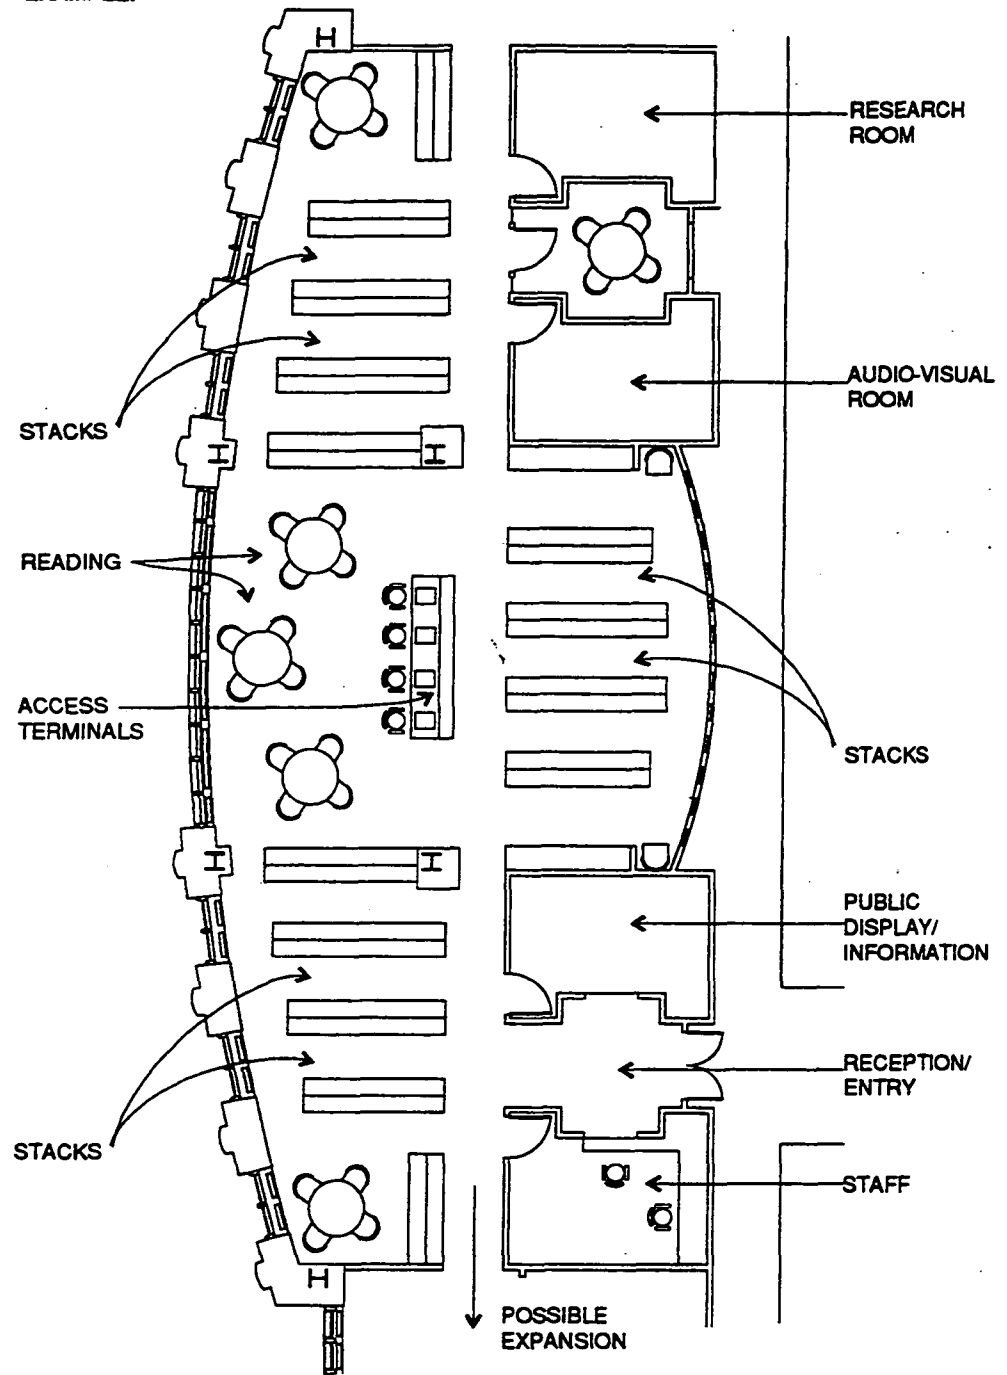 RESEARCH
ROOM
AUDIO-VISUAL
ROOM
STACKS
READING
ACCESS
TERMINALS
STACKS
PUBLIC
DISPLAY/
INFORMATION
RECEPTION/
ENTRY
STACKS
STAFF
POSSIBLE
EXPANSION